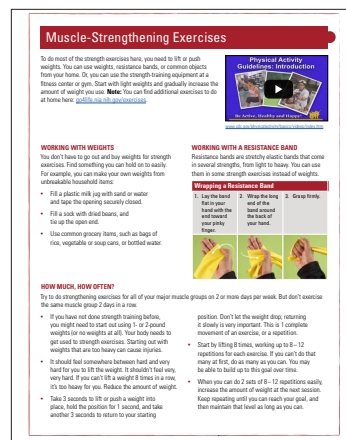 Muscle-Strengthening Exercises
To do most of the strength exercises here, you need to lift or push
weights. You can use weights, resistance bands, or common objects
from your home. Or, you can use the strength-training equipment at a
fitness center or gym. Start with light weights and gradually increase the
amount of weight you use. Note: You can find additional exercises to do
at home here: go4life.nia.nih.gov/exercises.
Physical Activity
Guidelines: Introduction
Be Active, Healthy and Happy!
WORKING WITH WEIGHTS
You don't have to go out and buy weights for strength
exercises. Find something you can hold on to easily.
For example, you can make your own weights from
unbreakable household items:
• Fill a plastic milk jug with sand or water
and tape the opening securely closed.
• Fill a sock with dried beans, and
tie up the open end.
• Use common grocery items, such as bags of
rice, vegetable or soup cans, or bottled water.
WORKING WITH A RESISTANCE BAND
Resistance bands are stretchy elastic bands that come
in several strengths, from light to heavy. You can use
them in some strength exercises instead of weights.
Wrapping a Resistance Band
1. Lay the band
flat in your
hand with the
end toward
your pinky
finger.
2. Wrap the long
end of the
band around
the back of
your hand.
3. Grasp firmly.
HOW MUCH, HOW OFTEN?
Try to do strengthening exercises for all of your major muscle groups on 2 or more days per week. But don't exercise
the same muscle group 2 days in a row.
• If you have not done strength training before,
you might need to start out using 1- or 2-pound
weights (or no weights at all). Your body needs to
get used to strength exercises. Starting out with
weights that are too heavy can cause injuries.
• It should feel somewhere between hard and very
hard for you to lift the weight. It shouldn't feel very,
very hard. If you can't lift a weight 8 times in a row,
it's too heavy for you. Reduce the amount of weight.
• Take 3 seconds to lift or push a weight into
place, hold the position for 1 second, and take
another 3 seconds to return to your starting
position. Don't let the weight drop; returning
it slowly is very important. This is 1 complete
movement of an exercise, or a repetition.
• Start by lifting 8 times, working up to 8–12
repetitions for each exercise. If you can't do that
many at first, do as many as you can. You may
be able to build up to this goal over time.
• When you can do 2 sets of 8–12 repetitions easily,
increase the amount of weight at the next session.
Keep repeating until you can reach your goal, and
then maintain that level as long as you can.